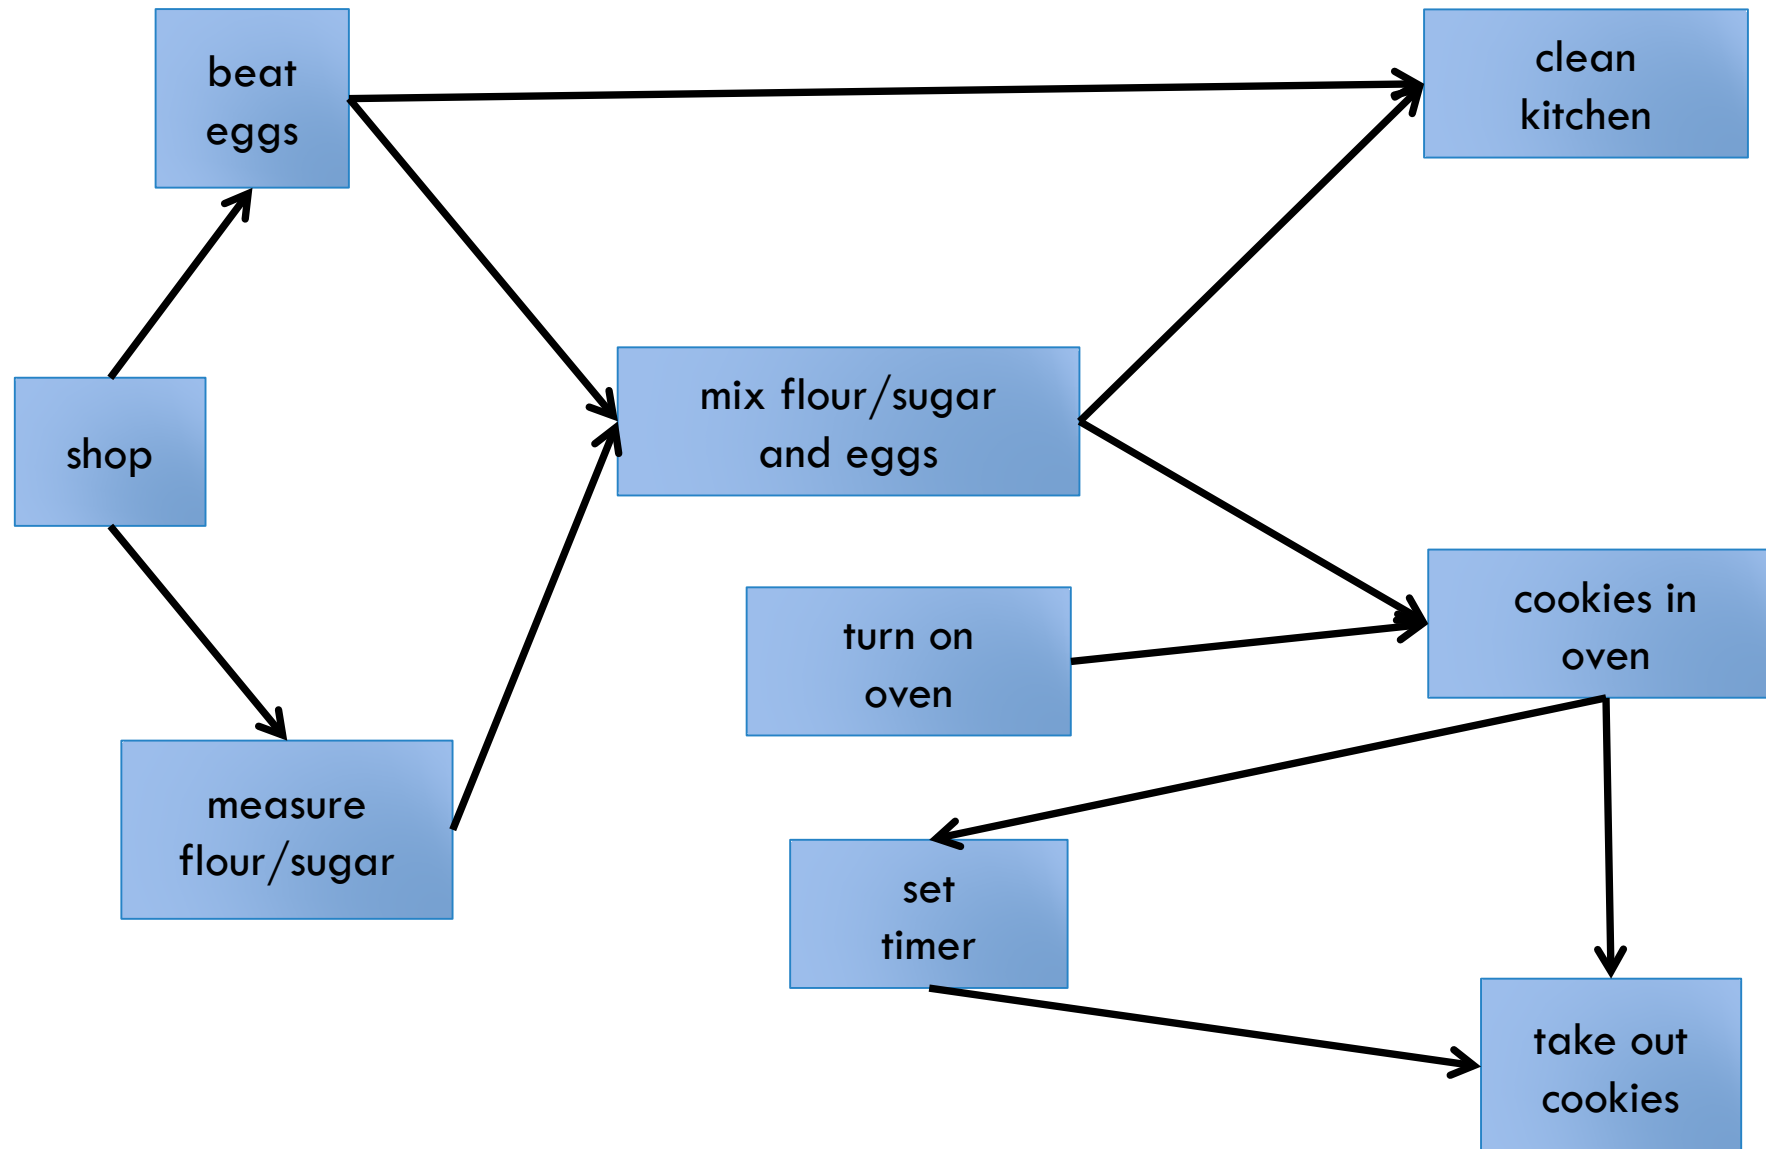 beat
eggs
clean
kitchen
shop
mix flour/sugar
and eggs
turn on
oven
cookies in
oven
measure
flour/sugar
set
timer
take out
cookies